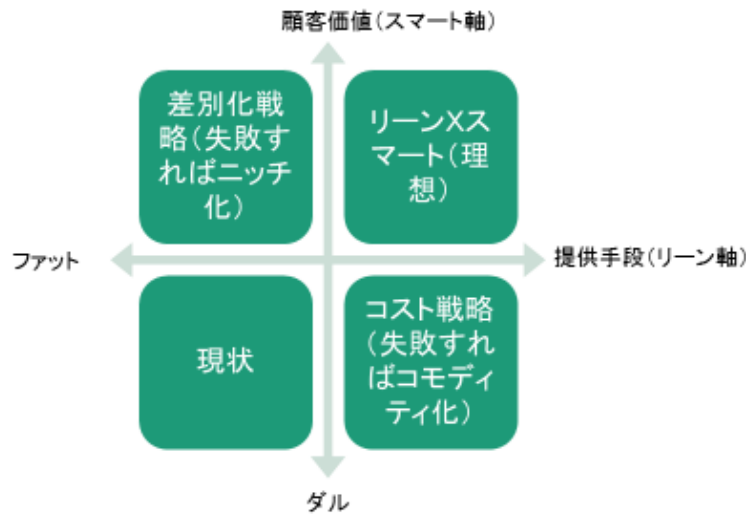 顧客価値(スマート軸)
差別化戦
略(失敗す
ればニッチ
化)
リーンXス
マート(理
想)
ファット
提供手段(リーン軸)
現状
コスト戦略
(失敗すれ
ばコモディ
ティ化)
ダル